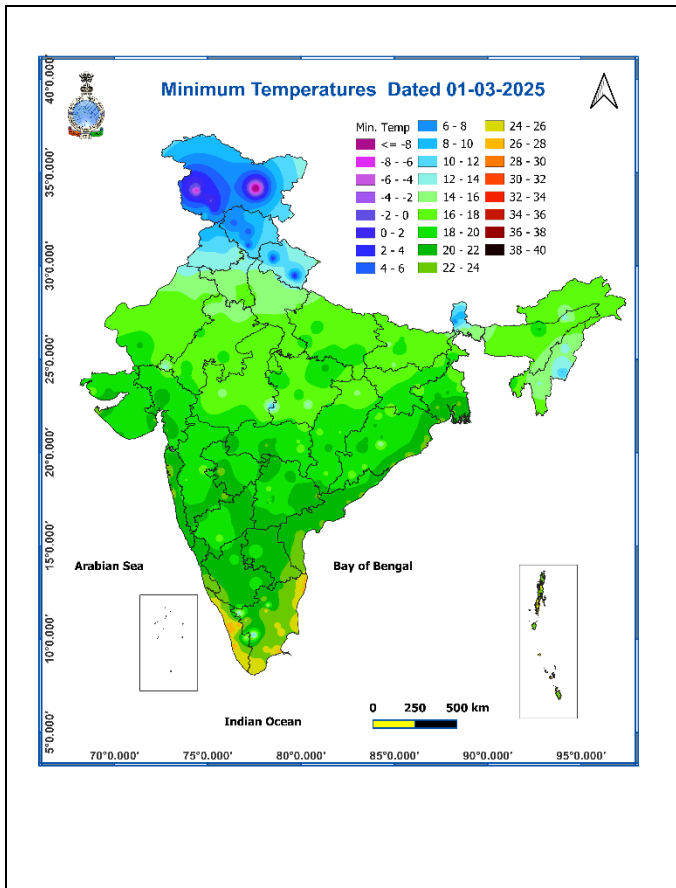 Minimum Temperatures Dated 01-03-2025
Min. Temp
<= -8
-8 - -6
-6 - -4
-4 - -2
-2 - 0
0 - 2
2 - 4
4 - 6
6 - 8
8 - 10
10 - 12
12 - 14
14 - 16
16 - 18
18 - 20
20 - 22
22 - 24
24 - 26
26 - 28
28 - 30
30 - 32
32 - 34
34 - 36
36 - 38
38 - 40
40°0.000'
35°0.000'
30°0.000'
25°0.000'
20°0.000'
15°0.000'
10°0.000'
5°0.000'
Arabian Sea
Bay of Bengal
Indian Ocean
0 250 500 km
70°0.000' 75°0.000' 80°0.000' 85°0.000' 90°0.000' 95°0.000'